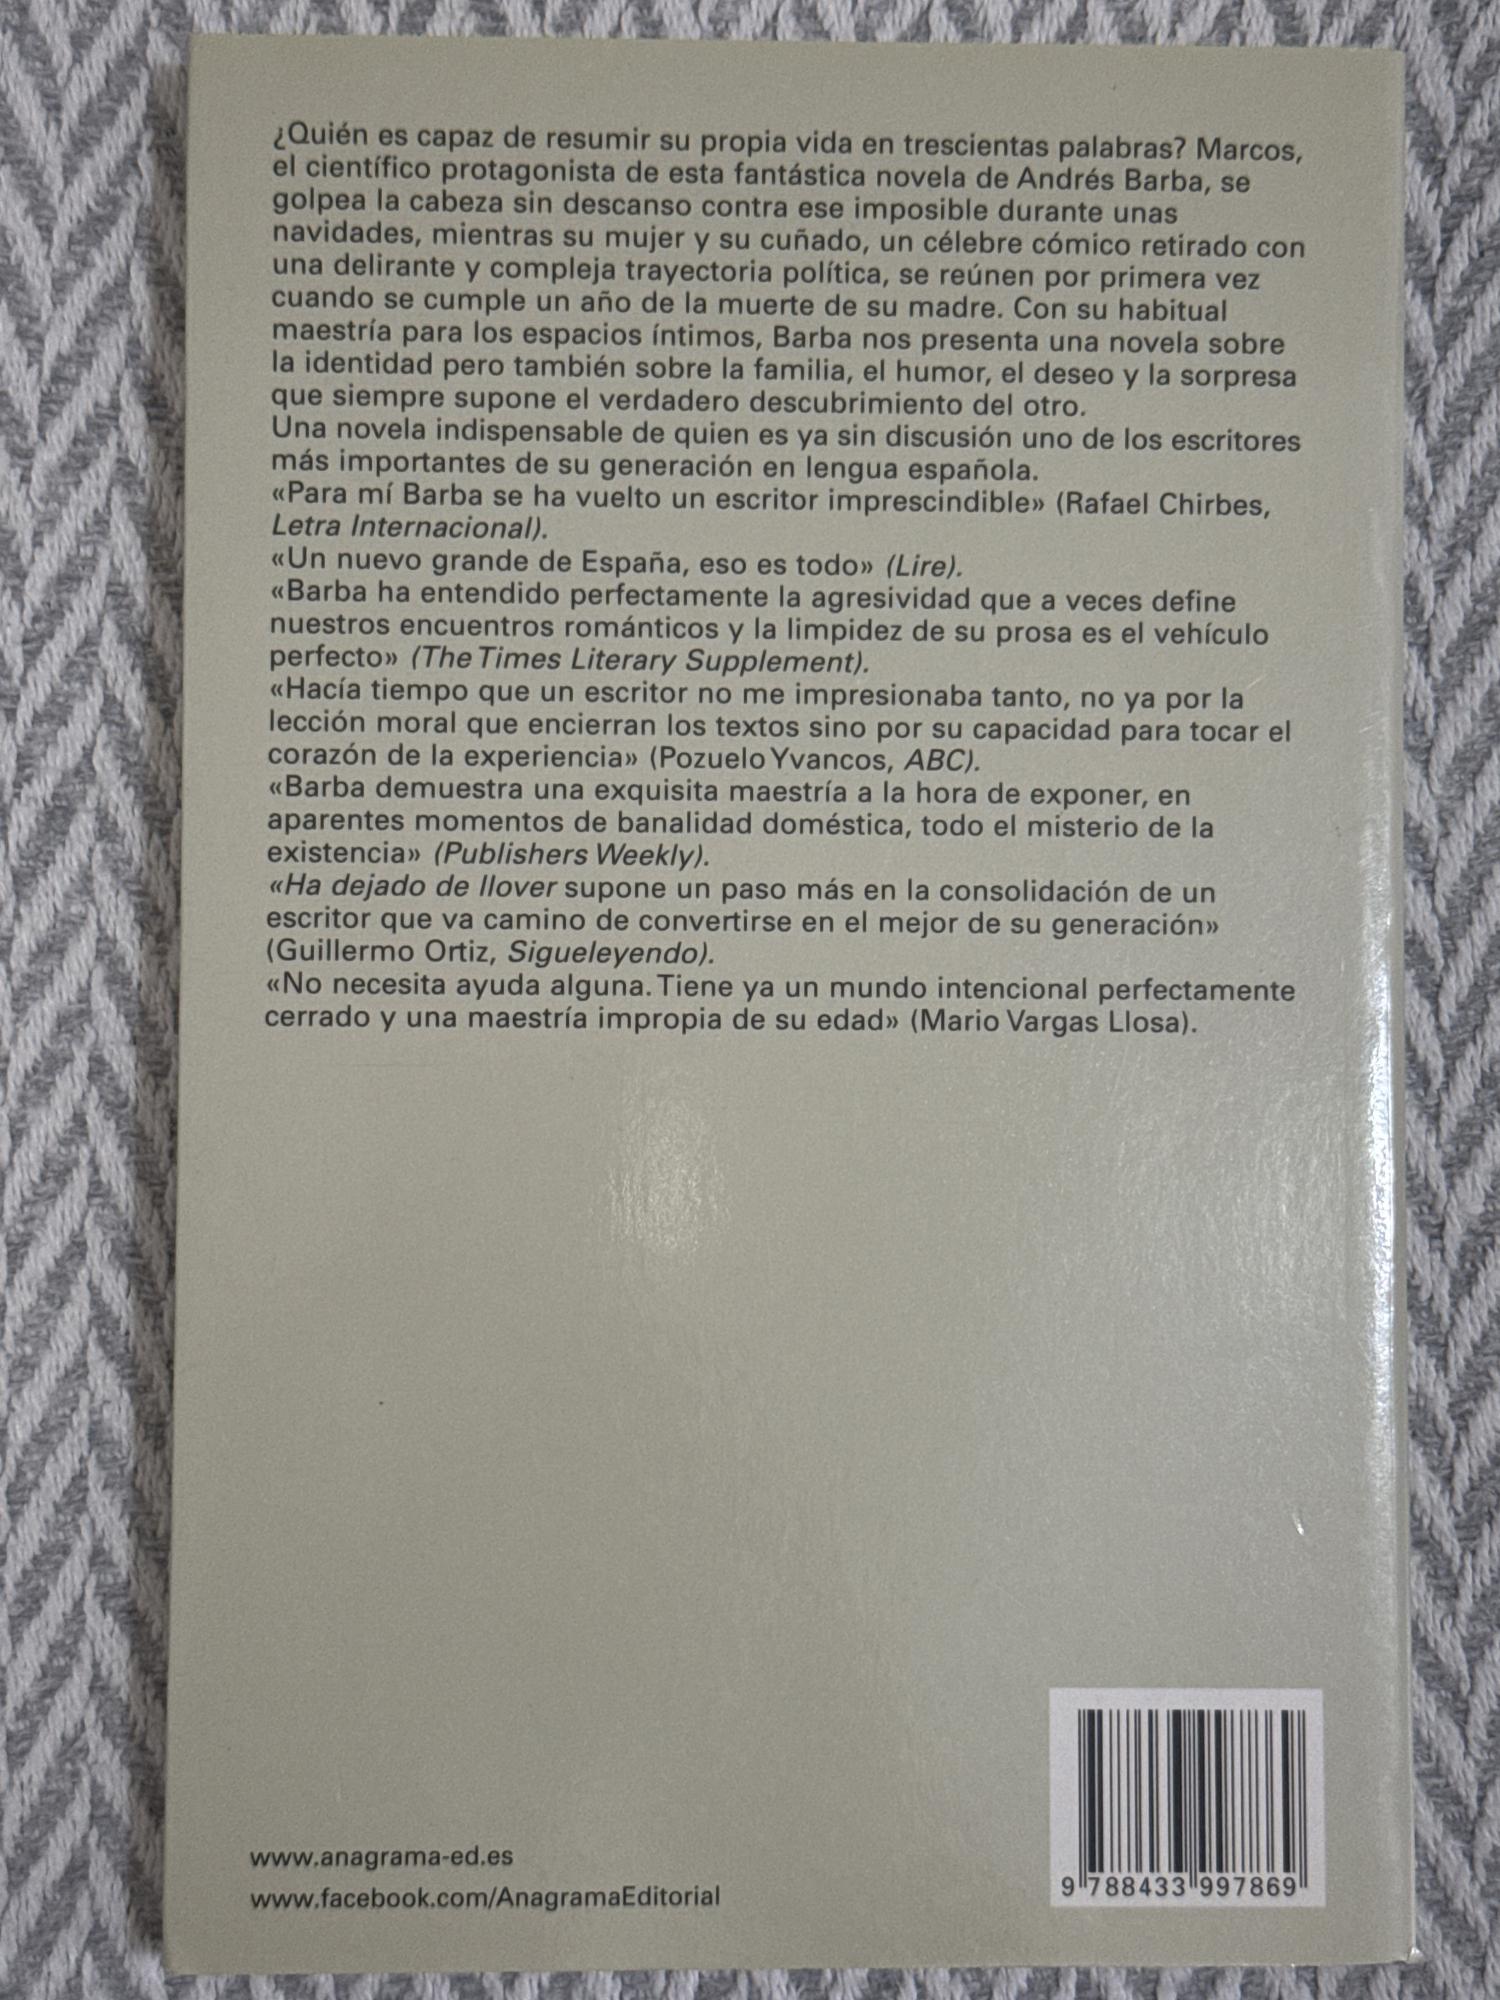 ¿Quién es capaz de resumir su propia vida en trescientas palabras? Marcos,
el científico protagonista de esta fantástica novela de Andrés Barba, se
golpea la cabeza sin descanso contra ese imposible durante unas
navidades, mientras su mujer y su cuñado, un célebre cómico retirado con
una delirante y compleja trayectoria política, se reúnen por primera vez
cuando se cumple un año de la muerte de su madre. Con su habitual
maestría para los espacios íntimos, Barba nos presenta una novela sobre
la identidad pero también sobre la familia, el humor, el deseo y la sorpresa
que siempre supone el verdadero descubrimiento del otro.
Una novela indispensable de quien es ya sin discusión uno de los escritores
más importantes de su generación en lengua española.
«Para mí Barba se ha vuelto un escritor imprescindible» (Rafael Chirbes,
Letra Internacional).
«Un nuevo grande de España, eso es todo» (Lire).
«Barba ha entendido perfectamente la agresividad que a veces define
nuestros encuentros románticos y la limpidez de su prosa es el vehículo
perfecto» (The Times Literary Supplement).
«Hacía tiempo que un escritor no me impresionaba tanto, no ya por la
lección moral que encierran los textos sino por su capacidad para tocar el
corazón de la experiencia» (Pozuelo Yvancos, ABC).
«Barba demuestra una exquisita maestría a la hora de exponer, en
aparentes momentos de banalidad doméstica, todo el misterio de la
existencia» (Publishers Weekly).
«Ha dejado de llover supone un paso más en la consolidación de un
escritor que va camino de convertirse en el mejor de su generación»
(Guillermo Ortiz, Sigueleyendo).
«No necesita ayuda alguna. Tiene ya un mundo intencional perfectamente
cerrado y una maestría impropia de su edad» (Mario Vargas Llosa).
www.anagrama-ed.es
www.facebook.com/AnagramaEditorial
9 788433 997869